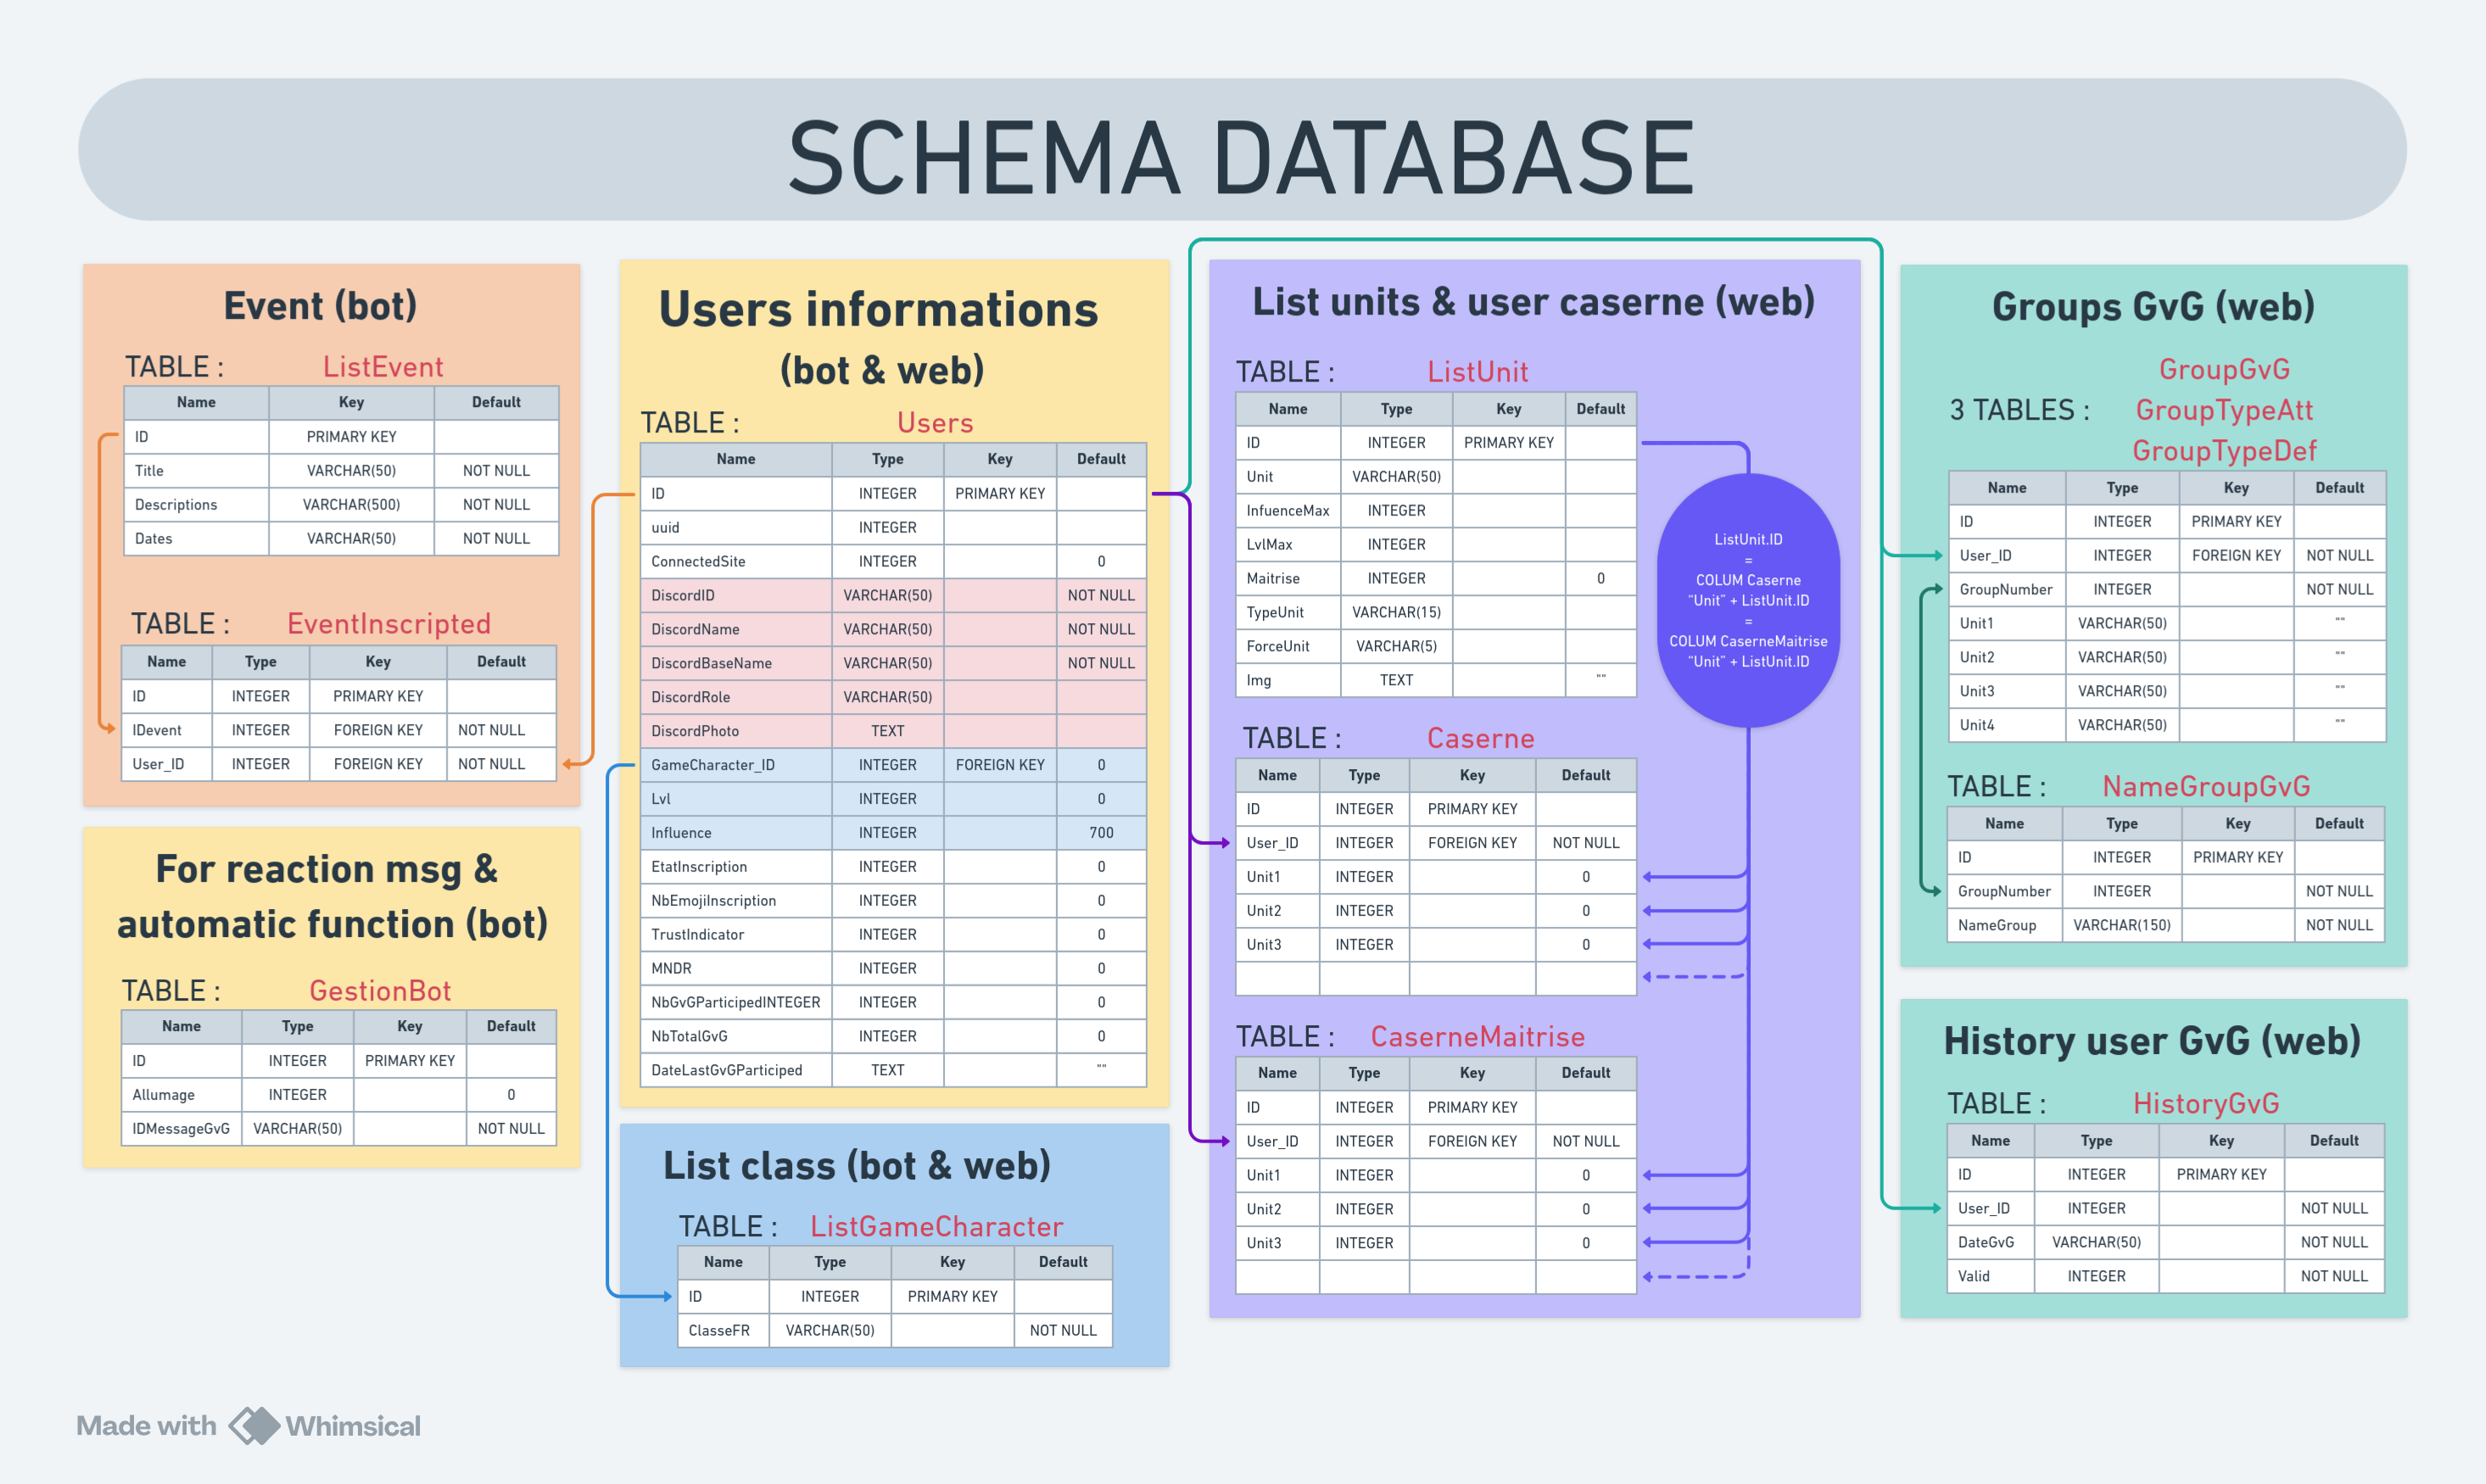 SCHEMA DATABASE
Event (bot)
TABLE : ListEvent
Name Key Default
ID PRIMARY KEY
Title VARCHAR(50) NOT NULL
Descriptions VARCHAR(500) NOT NULL
Dates VARCHAR(50) NOT NULL
TABLE : EventInscripted
Name Type Key Default
ID INTEGER PRIMARY KEY
IDevent INTEGER FOREIGN KEY NOT NULL
User_ID INTEGER FOREIGN KEY NOT NULL
For reaction msg &
automatic function (bot)
TABLE : GestionBot
Name Type Key Default
ID INTEGER PRIMARY KEY
Allumage INTEGER 0
IDMessageGvG VARCHAR(50) NOT NULL
Users informations
(bot & web)
TABLE : Users
Name Type Key Default
ID INTEGER PRIMARY KEY
uuid INTEGER
ConnectedSite INTEGER 0
DiscordID VARCHAR(50) NOT NULL
DiscordName VARCHAR(50) NOT NULL
DiscordBaseName VARCHAR(50) NOT NULL
DiscordRole VARCHAR(50)
DiscordPhoto TEXT
GameCharacter_ID INTEGER FOREIGN KEY 0
Lvl INTEGER 0
Influence INTEGER 700
EtatInscription INTEGER 0
NbEmojiInscription INTEGER 0
TrustIndicator INTEGER 0
MNDR INTEGER 0
NbGvGParticipedINTEGER INTEGER 0
NbTotalGvG INTEGER 0
DateLastGvGParticiped TEXT ""
List class (bot & web)
TABLE : ListGameCharacter
Name Type Key Default
ID INTEGER PRIMARY KEY
ClasseFR VARCHAR(50) NOT NULL
List units & user caserne (web)
TABLE : ListUnit
Name Type Key Default
ID INTEGER PRIMARY KEY
Unit VARCHAR(50)
InfuenceMax INTEGER
LvlMax INTEGER
Maitrise INTEGER 0
TypeUnit VARCHAR(15)
ForceUnit VARCHAR(5)
Img TEXT ""
ListUnit.ID
=
COLUM Caserne
“Unit” + ListUnit.ID
=
COLUM CaserneMaitrise
“Unit” + ListUnit.ID
TABLE : Caserne
Name Type Key Default
ID INTEGER PRIMARY KEY
User_ID INTEGER FOREIGN KEY NOT NULL
Unit1 INTEGER 0
Unit2 INTEGER 0
Unit3 INTEGER 0
TABLE : CaserneMaitrise
Name Type Key Default
ID INTEGER PRIMARY KEY
User_ID INTEGER FOREIGN KEY NOT NULL
Unit1 INTEGER 0
Unit2 INTEGER 0
Unit3 INTEGER 0
Groups GvG (web)
GroupGvG
3 TABLES : GroupTypeAtt
GroupTypeDef
Name Type Key Default
ID INTEGER PRIMARY KEY
User_ID INTEGER FOREIGN KEY NOT NULL
GroupNumber INTEGER NOT NULL
Unit1 VARCHAR(50) ""
Unit2 VARCHAR(50) ""
Unit3 VARCHAR(50) ""
Unit4 VARCHAR(50) ""
TABLE : NameGroupGvG
Name Type Key Default
ID INTEGER PRIMARY KEY
GroupNumber INTEGER NOT NULL
NameGroup VARCHAR(150) NOT NULL
History user GvG (web)
TABLE : HistoryGvG
Name Type Key Default
ID INTEGER PRIMARY KEY
User_ID INTEGER NOT NULL
DateGvG VARCHAR(50) NOT NULL
Valid INTEGER NOT NULL
Made with Whimsical